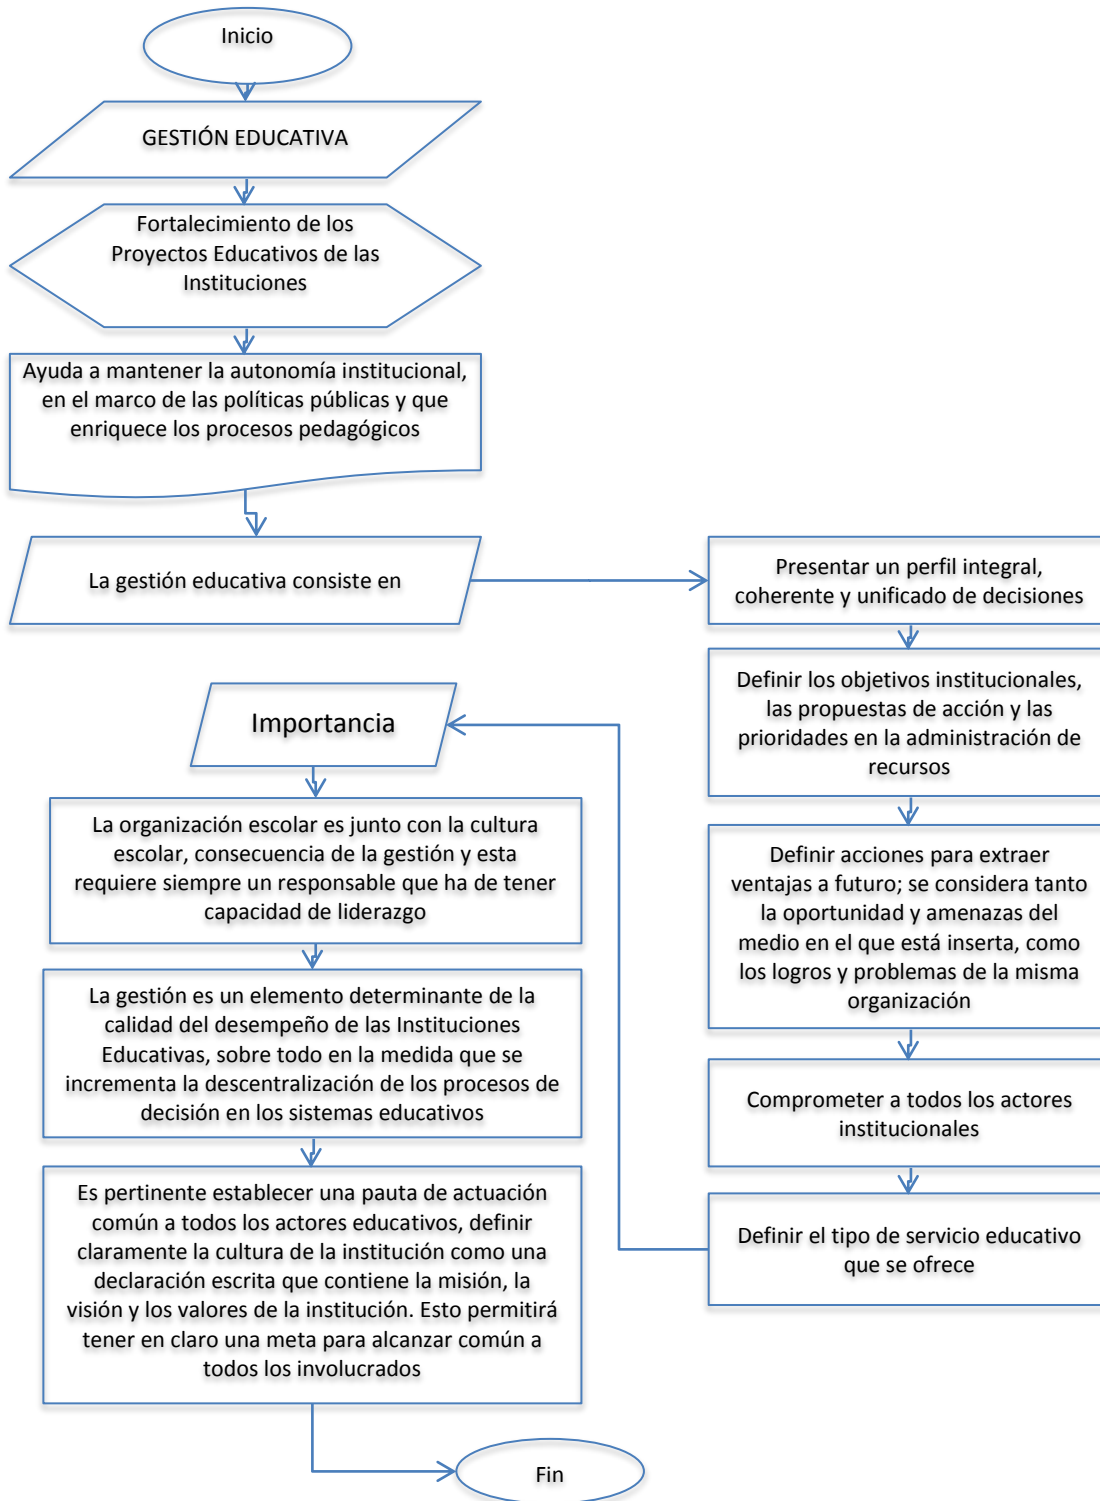 Inicio
GESTIÓN EDUCATIVA
Fortalecimiento de los
Proyectos Educativos de las
Instituciones
Ayuda a mantener la autonomía institucional,
en el marco de las políticas públicas y que
enriquece los procesos pedagógicos
La gestión educativa consiste en
Presentar un perfil integral,
coherente y unificado de decisiones
Definir los objetivos institucionales,
las propuestas de acción y las
prioridades en la administración de
recursos
Definir acciones para extraer
ventajas a futuro; se considera tanto
la oportunidad y amenazas del
medio en el que está inserta, como
los logros y problemas de la misma
organización
Comprometer a todos los actores
institucionales
Definir el tipo de servicio educativo
que se ofrece
Importancia
La organización escolar es junto con la cultura
escolar, consecuencia de la gestión y esta
requiere siempre un responsable que ha de tener
capacidad de liderazgo
La gestión es un elemento determinante de la
calidad del desempeño de las Instituciones
Educativas, sobre todo en la medida que se
incrementa la descentralización de los procesos de
decisión en los sistemas educativos
Es pertinente establecer una pauta de actuación
común a todos los actores educativos, definir
claramente la cultura de la institución como una
declaración escrita que contiene la misión, la
visión y los valores de la institución. Esto permitirá
tener en claro una meta para alcanzar común a
todos los involucrados
Fin